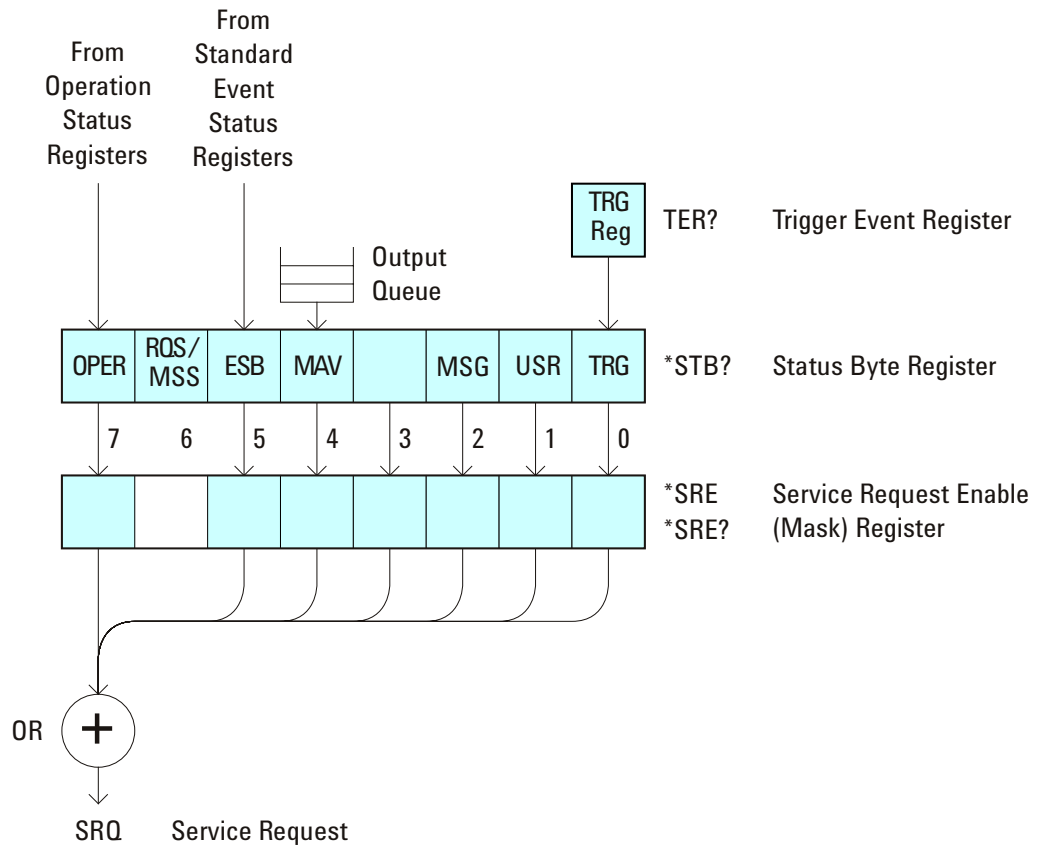 From
Operation
Status
Registers
From
Standard
Event
Status
Registers
TRG
Reg
TER? Trigger Event Register
Output
Queue
OPER RQS/ ESB MAV MSG USR TRG
MSS
*STB? Status Byte Register
7 6 5 4 3 2 1 0
*SRE Service Request Enable
*SRE? (Mask) Register
OR +
SRQ Service Request